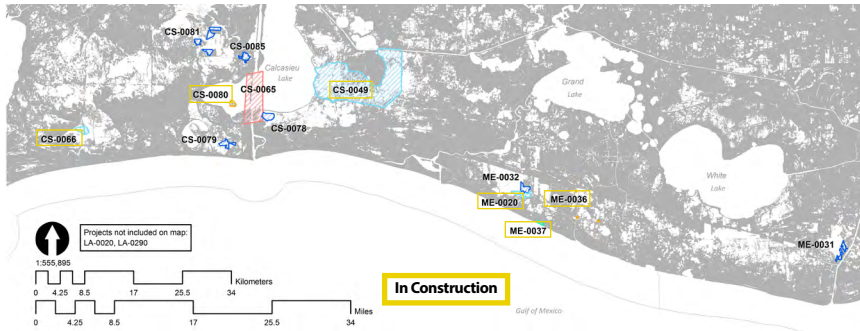 CS-0081
CS-0085
Calcasieu
Lake
CS-0080
CS-0065
CS-0049
Grand
Lake
CS-0066
CS-0078
CS-0079
White
Lake
ME-0032
ME-0020
ME-0036
ME-0037
ME-0031
Projects not included on map:
LA-0020, LA-0290
1:555,895
Kilometers
0 4.25 8.5 17 25.5 34
Miles
0 4.25 8.5 17 25.5 34
In Construction
Gulf of Mexico